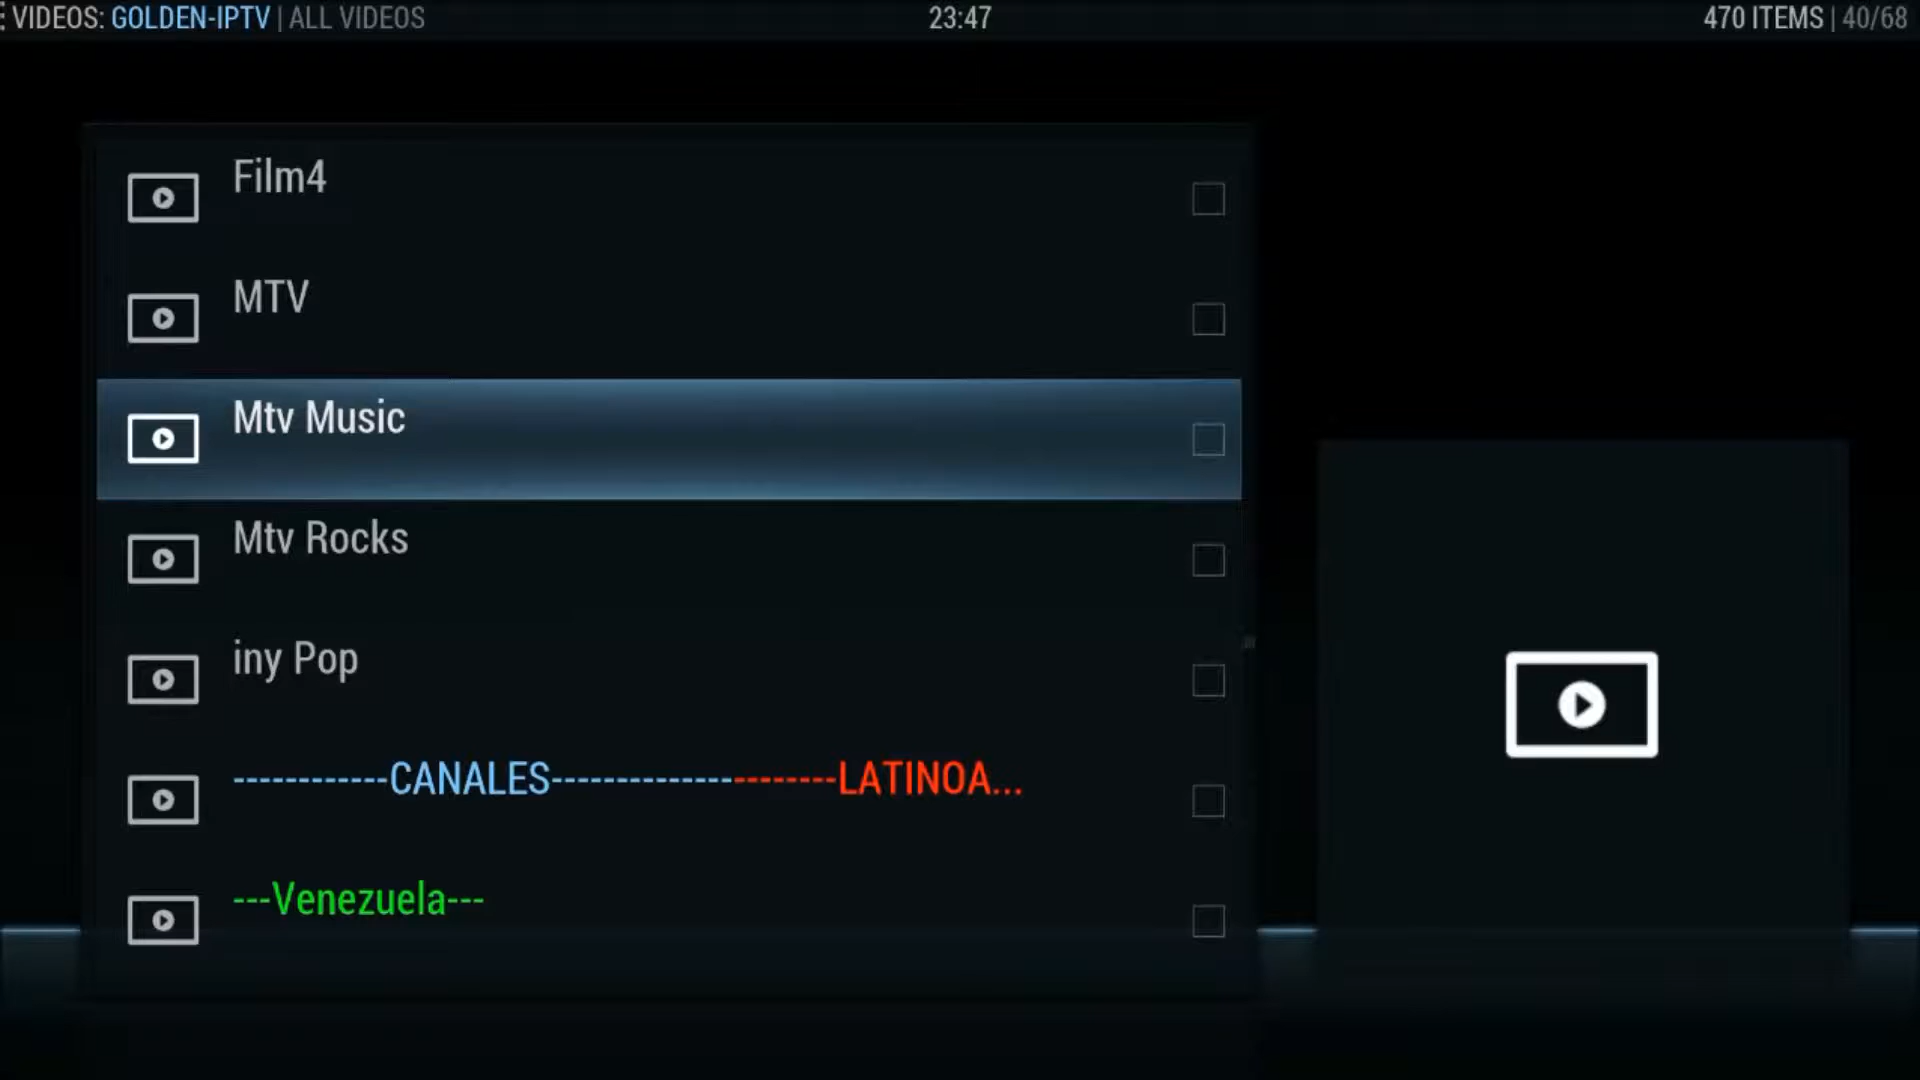 VIDEOS: GOLDEN-IPTV | ALL VIDEOS
23:47
470 ITEMS | 40/68
Film4
MTV
Mtv Music
Mtv Rocks
iny Pop
------------CANALES----------------------LATINOA...
---Venezuela---